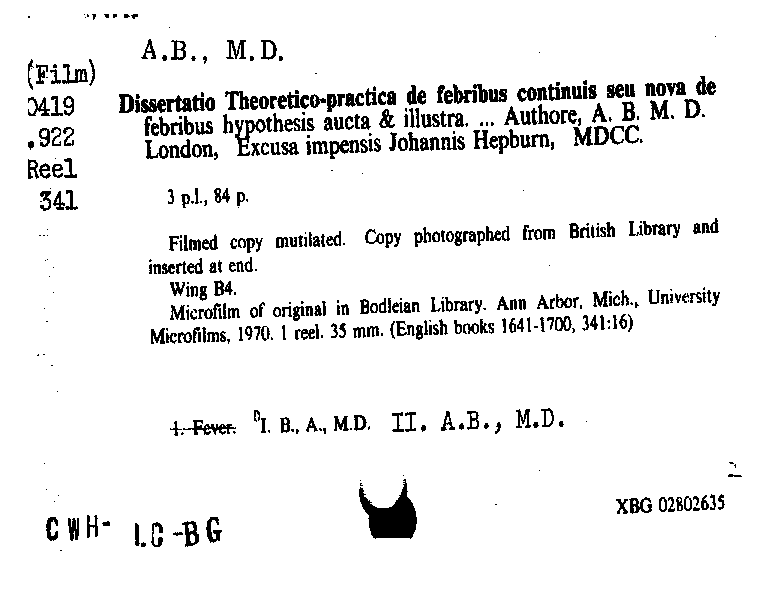 A.B., M.D.
(Film)
0419
.922
Reel
341
Dissertatio Theoretico-practica de febribus continuis seu nova de
febribus hypothesis aucta & illustra. ... Authore, A. B. M. D.
London, Excusa impensis Johannis Hepburn, MDCC.
3 p.l., 84 p.
Filmed copy mutilated. Copy photographed from British Library and
inserted at end.
Wing B4.
Microfilm of original in Bodleian Library. Ann Arbor, Mich., University
Microfilms, 1970. 1 reel. 35 mm. (English books 1641-1700, 341:16)
1. Fever. I. B., A., M.D. II. A.B., M.D.
XBG 02802635
CWH- LC-BG